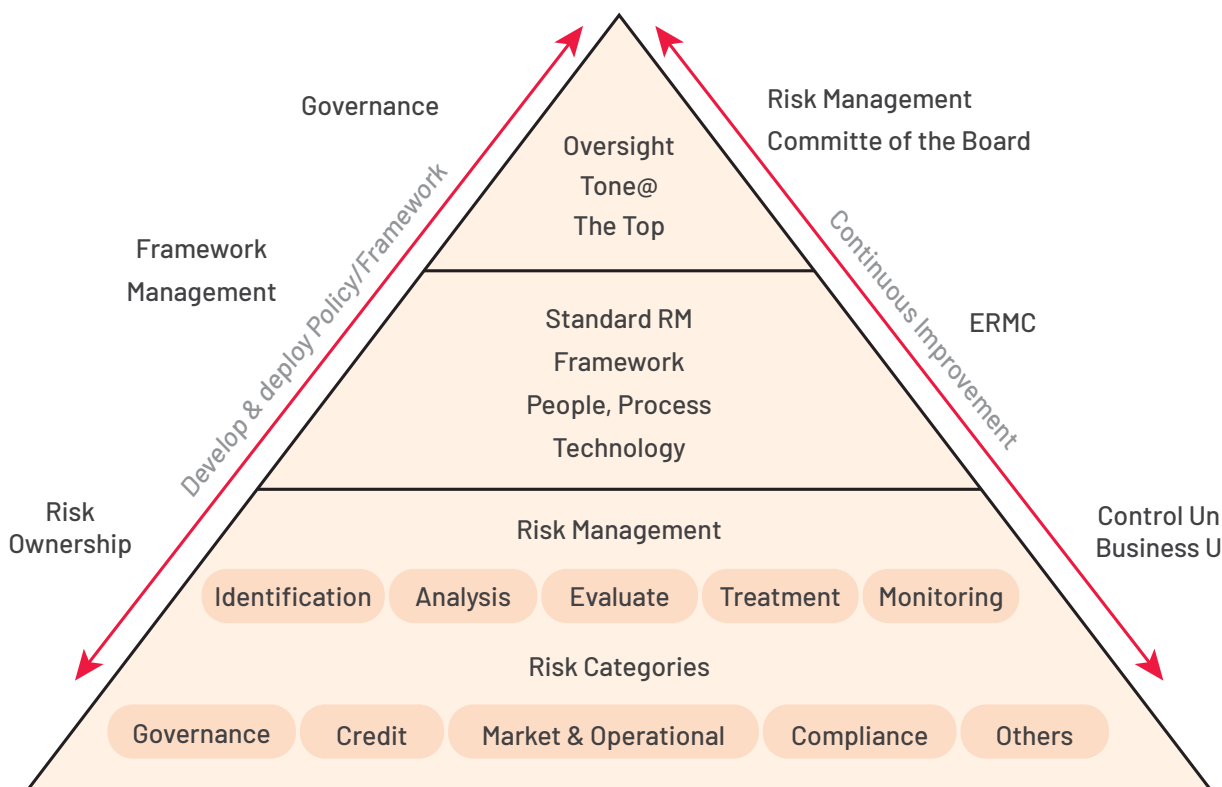 Governance
Risk Management
Committe of the Board
Oversight
Tone@
The Top
Framework
Management
Develop & deploy Policy/Framework
Continuous Improvement
ERMC
Standard RM
Framework
People, Process
Technology
Risk
Ownership
Control Un
Business U
Risk Management
Identification
Analysis
Evaluate
Treatment
Monitoring
Risk Categories
Governance
Credit
Market & Operational
Compliance
Others